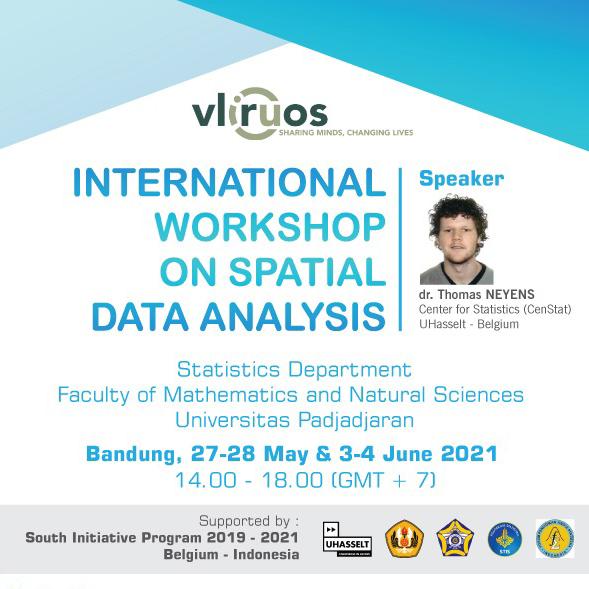 vliruos
SHARING MINDS, CHANGING LIVES
INTERNATIONAL
WORKSHOP
ON SPATIAL
DATA ANALYSIS
Speaker
dr. Thomas NEYENS
Center for Statistics (CenStat)
UHasselt - Belgium
Statistics Department
Faculty of Mathematics and Natural Sciences
Universitas Padjadjaran
Bandung, 27-28 May & 3-4 June 2021
14.00 - 18.00 (GMT + 7)
Supported by :
South Initiative Program 2019 - 2021
Belgium - Indonesia
UHASSELT
STIS